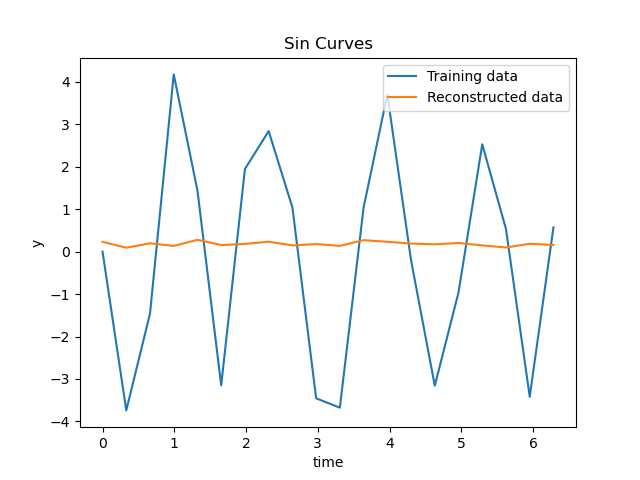 Sin Curves
Training data
Reconstructed data
4
3
2
1
0
−1
−2
−3
−4
y
0 1 2 3 4 5 6
time